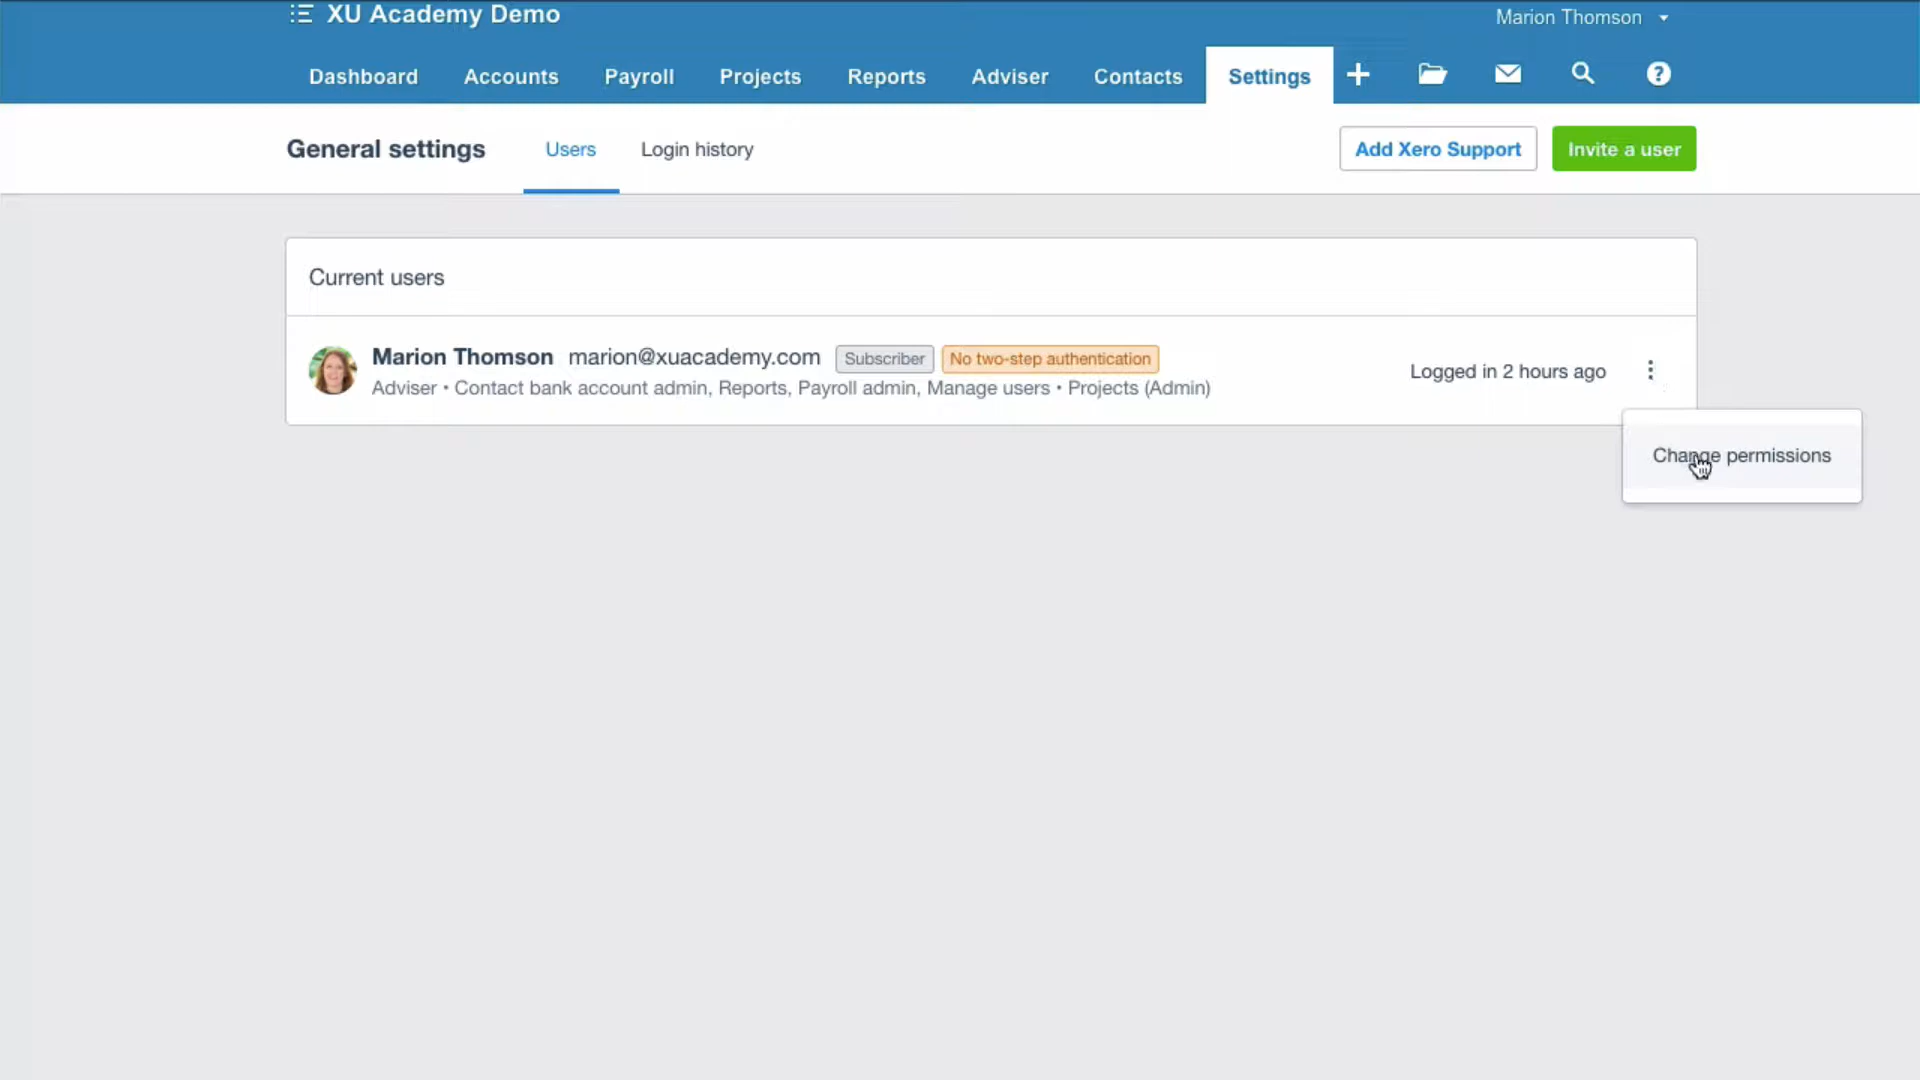 XU Academy Demo
Marion Thomson
Dashboard Accounts Payroll Projects Reports Adviser Contacts Settings
General settings Users Login history Add Xero Support Invite a user
Current users
Marion Thomson marion@xuacademy.com Subscriber No two-step authentication
Adviser • Contact bank account admin, Reports, Payroll admin, Manage users • Projects (Admin)
Logged in 2 hours ago
Change permissions